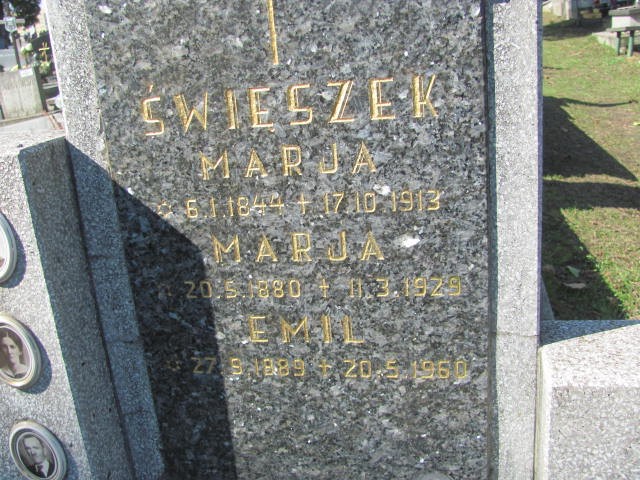 ŚWIĘSZEK
MARJA
* 6.1.1844 + 17.10.1913
MARJA
* 20.5.1880 + 11.3.1929
EMIL
* 27.9.1889 + 20.5.1960